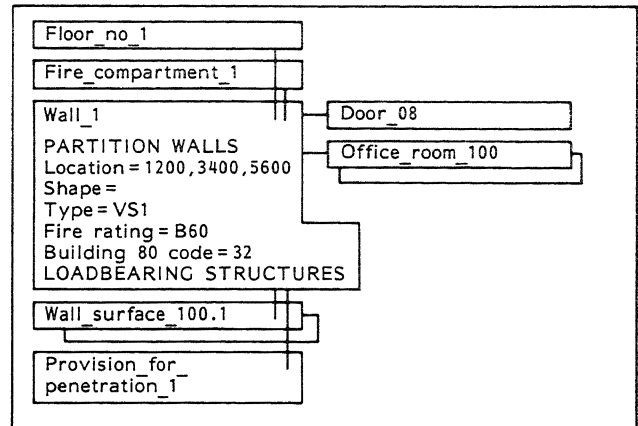 Floor_no_1
Fire_compartment_1
Wall_1
PARTITION WALLS
Location=1200,3400,5600
Shape=
Type=VS1
Fire rating=B60
Building 80 code=32
LOADBEARING STRUCTURES
Door_08
Office_room_100
Wall_surface_100.1
Provision_for_
penetration_1